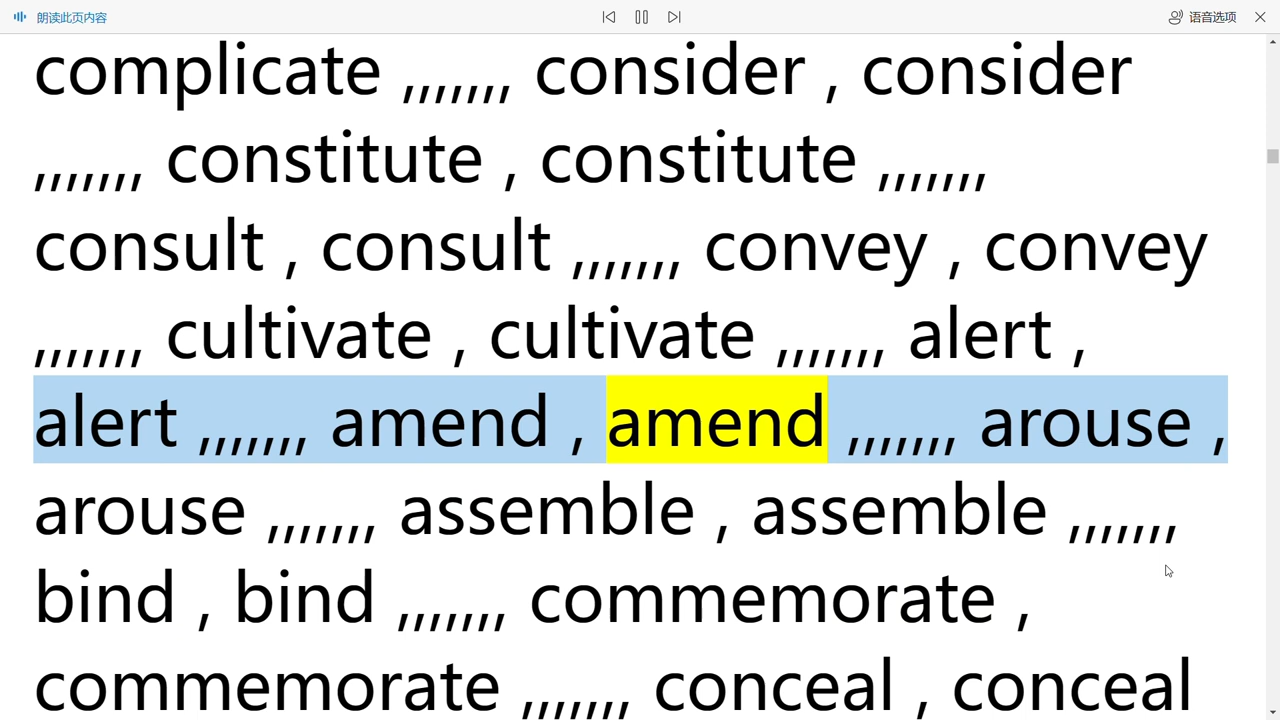 朗读此页内容
语音选项
complicate ,,,,,,, consider , consider
,,,,,,, constitute , constitute ,,,,,,,
consult , consult ,,,,,,, convey , convey
,,,,,,, cultivate , cultivate ,,,,,,, alert ,
alert ,,,,,,, amend , amend ,,,,,,, arouse ,
arouse ,,,,,,, assemble , assemble ,,,,,,,
bind , bind ,,,,,,, commemorate ,
commemorate ,,,,,,, conceal , conceal